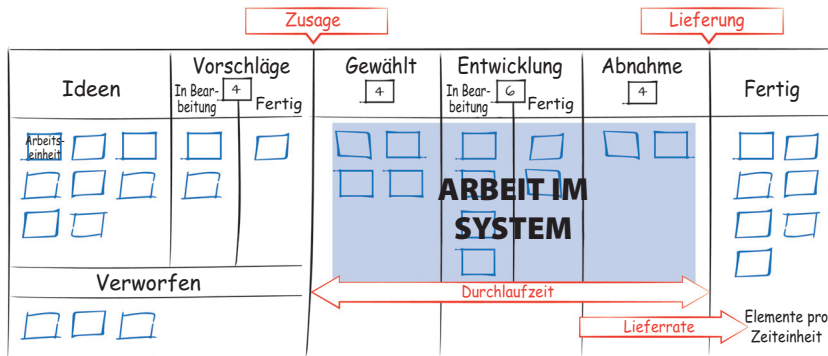 Zusage
Lieferung
Ideen
Vorschläge
4
In Bear-
beitung
Fertig
Gewählt
4
Entwicklung
6
In Bear-
beitung
Fertig
Abnahme
4
Fertig
Arbeits-
einheit
ARBEIT IM
SYSTEM
Verworfen
Durchlaufzeit
Lieferrate
Elemente pro
Zeiteinheit